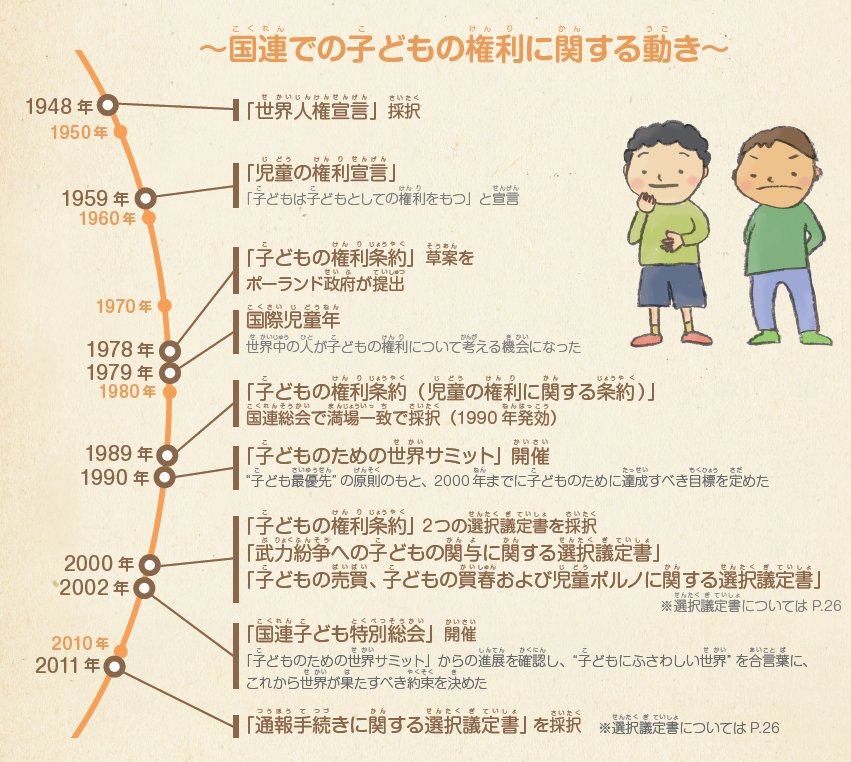 ～国連での子どもの権利に関する動き～
1948年
「世界人権宣言」採択
1950年
1959年
「児童の権利宣言」
「子どもは子どもとしての権利をもつ」と宣言
1960年
「子どもの権利条約」草案を
ポーランド政府が提出
1970年
1978年
国際児童年
世界中の人が子どもの権利について考える機会になった
1979年
1980年
「子どもの権利条約（児童の権利に関する条約）」
国連総会で満場一致で採択（1990年発効）
1989年
「子どものための世界サミット」開催
“子ども最優先”の原則のもと、2000年までに子どものために達成すべき目標を定めた
1990年
「子どもの権利条約」2つの選択議定書を採択
「武力紛争への子どもの関与に関する選択議定書」
「子どもの売買、子どもの買春および児童ポルノに関する選択議定書」
※選択議定書についてはP.26
2000年
2002年
「国連子ども特別総会」開催
「子どものための世界サミット」からの進展を確認し、“子どもにふさわしい世界”を合言葉に、
これから世界が果たすべき約束を決めた
2010年
2011年
「通報手続きに関する選択議定書」を採択 ※選択議定書についてはP.26